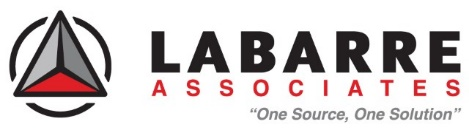 LABARRE
ASSOCIATES
“One Source, One Solution”